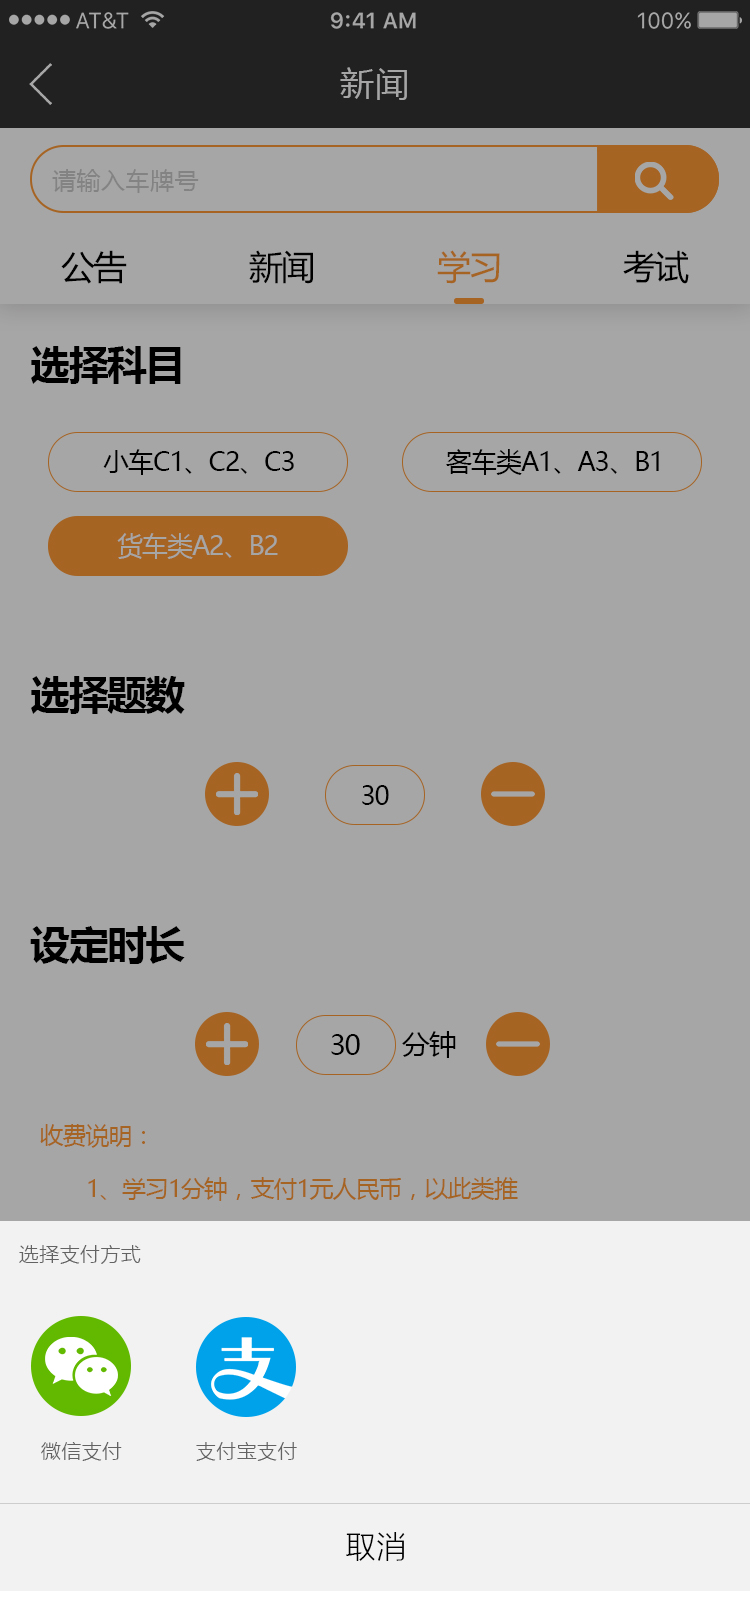 AT&T 9:41 AM 100%
新闻
请输入车牌号
公告 新闻 学习 考试
选择科目
小车C1、C2、C3 客车类A1、A3、B1
货车类A2、B2
选择题数
30
设定时长
30 分钟
收费说明：
1、学习1分钟，支付1元人民币，以此类推
选择支付方式
支
微信支付 支付宝支付
取消